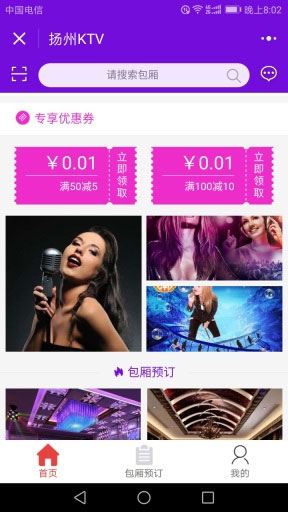 中国电信 晚上8:02
扬州KTV
请搜索包厢
专享优惠券
￥0.01
满50减5
立即领取
￥0.01
满100减10
立即领取
包厢预订
首页
包厢预订
我的